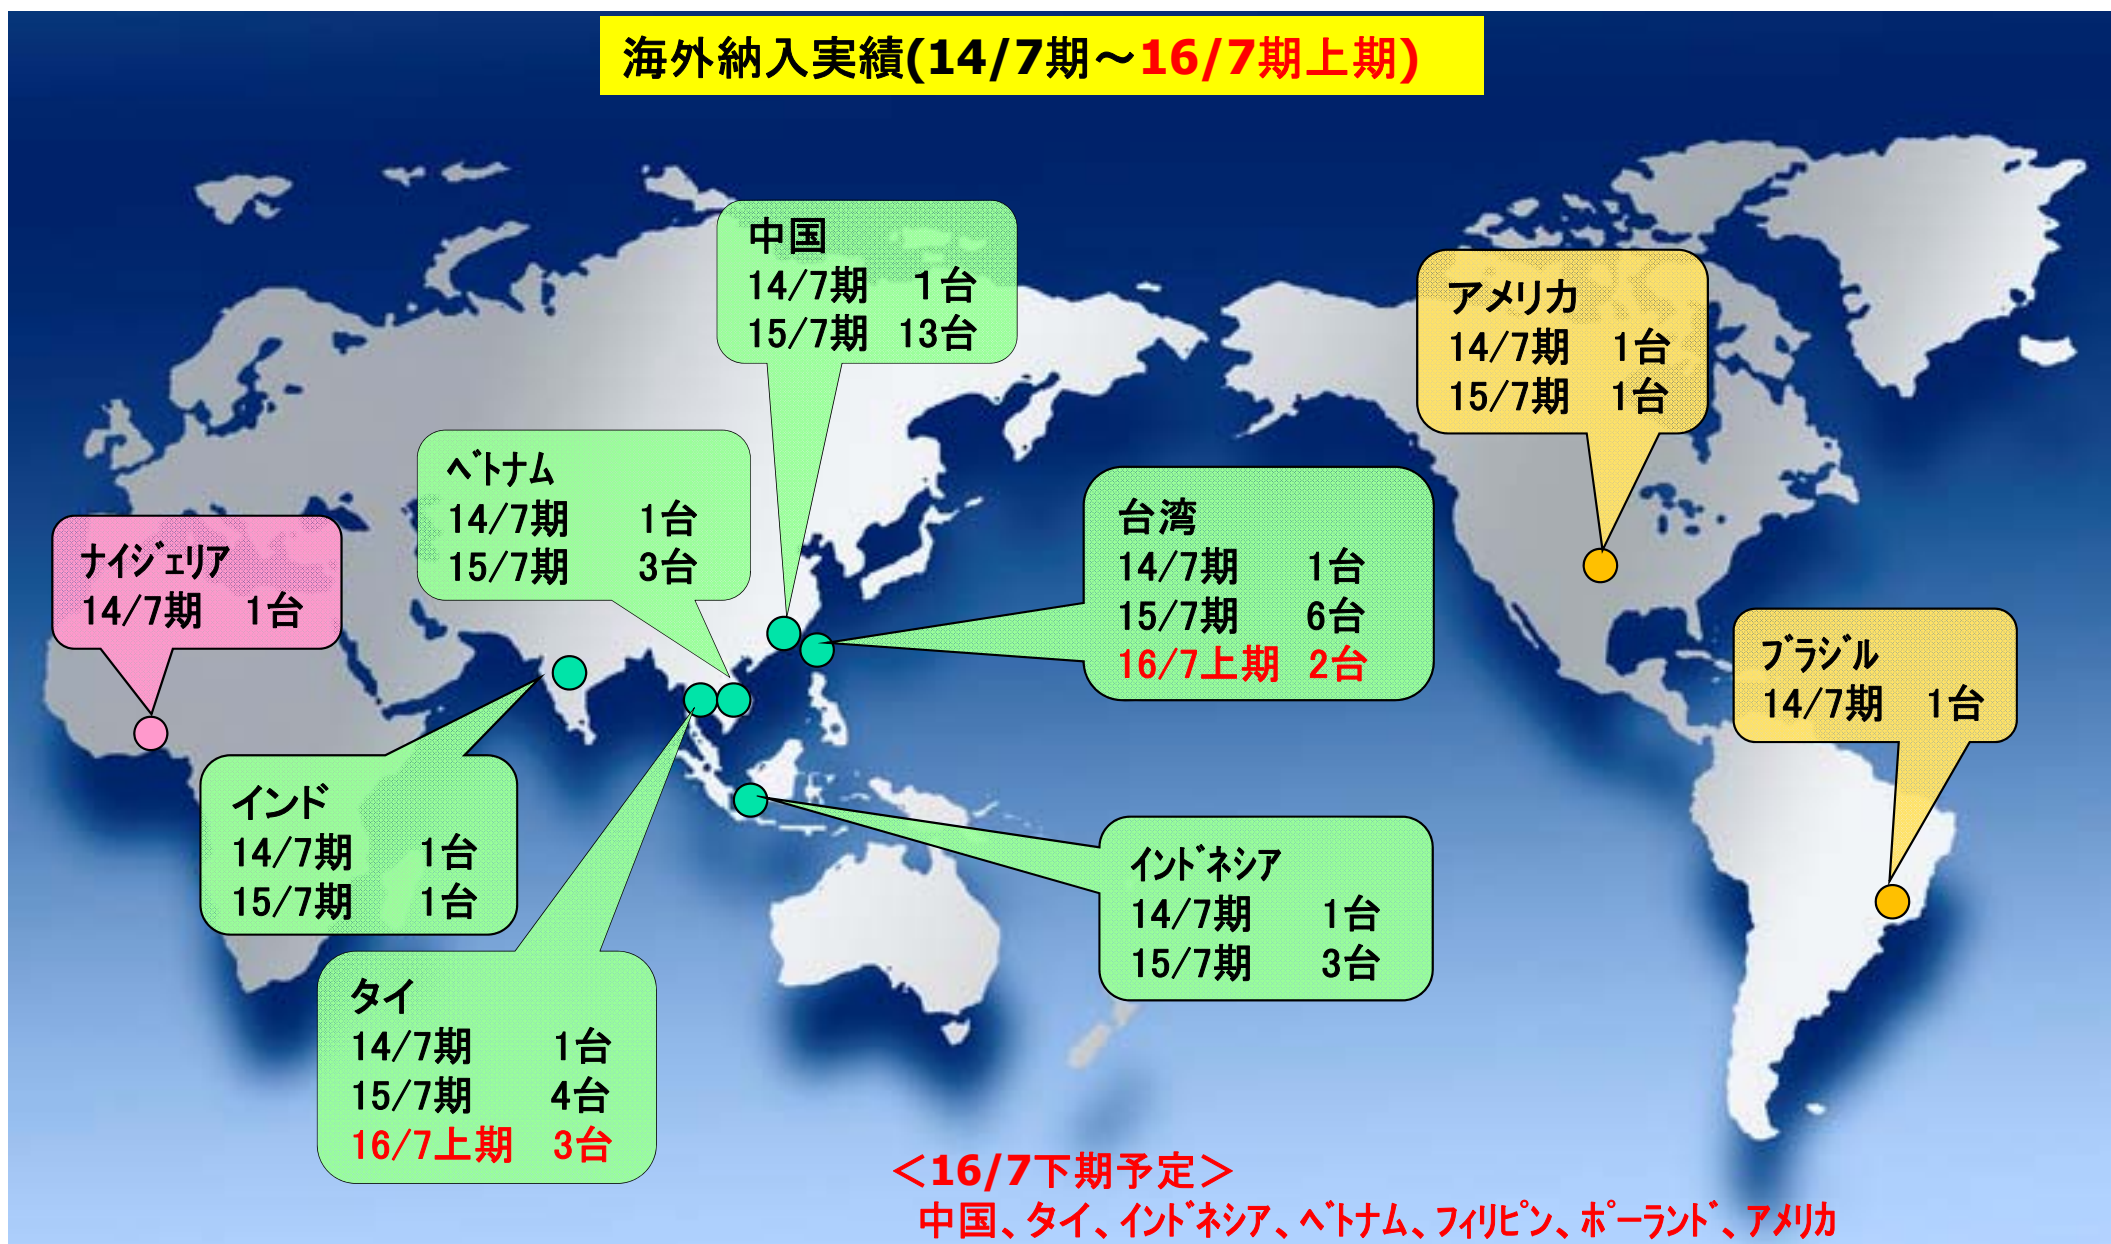 海外納入実績(14/7期～16/7期上期)
中国
14/7期 1台
15/7期 13台
アメリカ
14/7期 1台
15/7期 1台
ﾍﾞﾄﾅﾑ
14/7期 1台
15/7期 3台
台湾
14/7期 1台
15/7期 6台
16/7上期 2台
ﾅｲｼﾞｪﾘｱ
14/7期 1台
ﾌﾞﾗｼﾞﾙ
14/7期 1台
インド
14/7期 1台
15/7期 1台
ｲﾝﾄﾞﾈｼｱ
14/7期 1台
15/7期 3台
タイ
14/7期 1台
15/7期 4台
16/7上期 3台
＜16/7下期予定＞
中国、タイ、ｲﾝﾄﾞﾈｼｱ、ﾍﾞﾄﾅﾑ、ﾌｨﾘﾋﾟﾝ、ﾎﾟｰﾗﾝﾄﾞ、ｱﾒﾘｶ